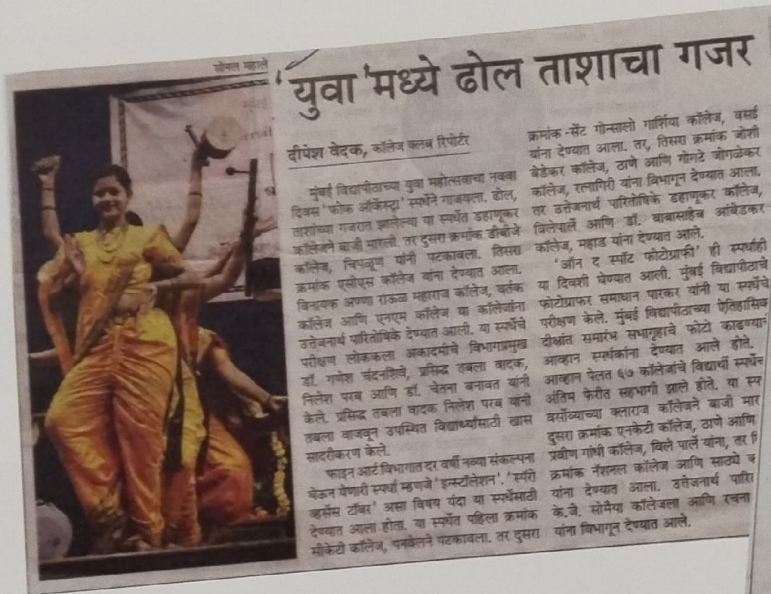 सोनल महाले
'युवा'मध्ये ढोल ताशाचा गजर
दीपेश वेदक, कॉलेज क्लब रिपोर्टर
मुंबई विद्यापीठाच्या युवा महोत्सवाचा नववा
दिवस 'फोक ऑर्केस्ट्रा' स्पर्धेने गाजवला. ढोल,
ताशांच्या गजरात झालेल्या या स्पर्धेत डहाणूकर
कॉलेजने बाजी मारली. तर दुसरा क्रमांक डीबीजे
कॉलेज, चिपळूण यांनी पटकावला. तिसरा
क्रमांक एसीएस कॉलेज यांना देण्यात आला.
विनायक अण्णा राऊळ महाराज कॉलेज, वर्तक
कॉलेज आणि एनएम कॉलेज या कॉलेजांना
उत्तेजनार्थ पारितोषिके देण्यात आली. या स्पर्धेचे
परीक्षण लोककला अकादमीचे विभागप्रमुख
डॉ. गणेश चंदनशिवे, प्रसिद्ध तबला वादक,
निलेश परब आणि डॉ. चेतना बनावत यांनी
केले. प्रसिद्ध तबला वादक निलेश परब यांनी
तबला वाजवून उपस्थित विद्यार्थ्यांसाठी खास
सादरीकरण केले.
फाइन आर्ट विभागात दर वर्षी नव्या संकल्पना
घेऊन येणारी स्पर्धा म्हणजे 'इन्स्टॉलेशन'. 'स्पॅरो
व्हर्सेस टॉवर' असा विषय यंदा या स्पर्धेसाठी
देण्यात आला होता. या स्पर्धेत पहिला क्रमांक
सीकेटी कॉलेज, पनवेलने पटकावला. तर दुसरा
क्रमांक -सेंट गोन्सालो गार्शिया कॉलेज, वसई
यांना देण्यात आला. तर, तिसरा क्रमांक जोशी
बेडेकर कॉलेज, ठाणे आणि गोगटे जोगळेकर
कॉलेज, रत्नागिरी यांना विभागून देण्यात आला.
तर उत्तेजनार्थ पारितोषिके डहाणूकर कॉलेज,
विलेपार्ले आणि डॉ. बाबासाहेब आंबेडकर
कॉलेज, महाड यांना देण्यात आले.
'ऑन द स्पॉट फोटोग्राफी' ही स्पर्धाही
या दिवशी घेण्यात आली. मुंबई विद्यापीठाचे
फोटोग्राफर समाधान पारकर यांनी या स्पर्धेचे
परीक्षण केले. मुंबई विद्यापीठाच्या ऐतिहासिक
दीक्षांत समारंभ सभागृहाचे फोटो काढण्याचं
आव्हान स्पर्धकांना देण्यात आले होते.
आव्हान पेलत ६७ कॉलेजांचे विद्यार्थी स्पर्धेच
अंतिम फेरीत सहभागी झाले होते. या स्पर
वर्सोव्याच्या क्लाराज कॉलेजने बाजी मार
दुसरा क्रमांक एनकेटी कॉलेज, ठाणे आणि
प्रवीण गांधी कॉलेज, विले पार्ले यांना, तर
क्रमांक नॅशनल कॉलेज आणि साठ्ये
यांना देण्यात आला. उत्तेजनार्थ पारि
के.जे. सोमैया कॉलेजला आणि रचना
यांना विभागून देण्यात आले.